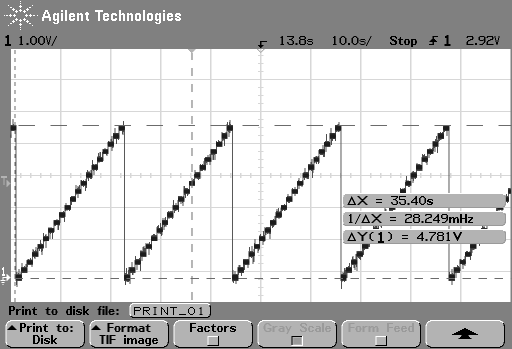 Agilent Technologies
1 1.00V/ 13.8s 10.0s/ Stop 1 2.92V
T
ΔX = 35.40s
1/ΔX = 28.249mHz
ΔY(1) = 4.781V
1
Print to disk file: PRINT_01
Print to: Disk
Format TIF image
Factors
Gray Scale
Form Feed